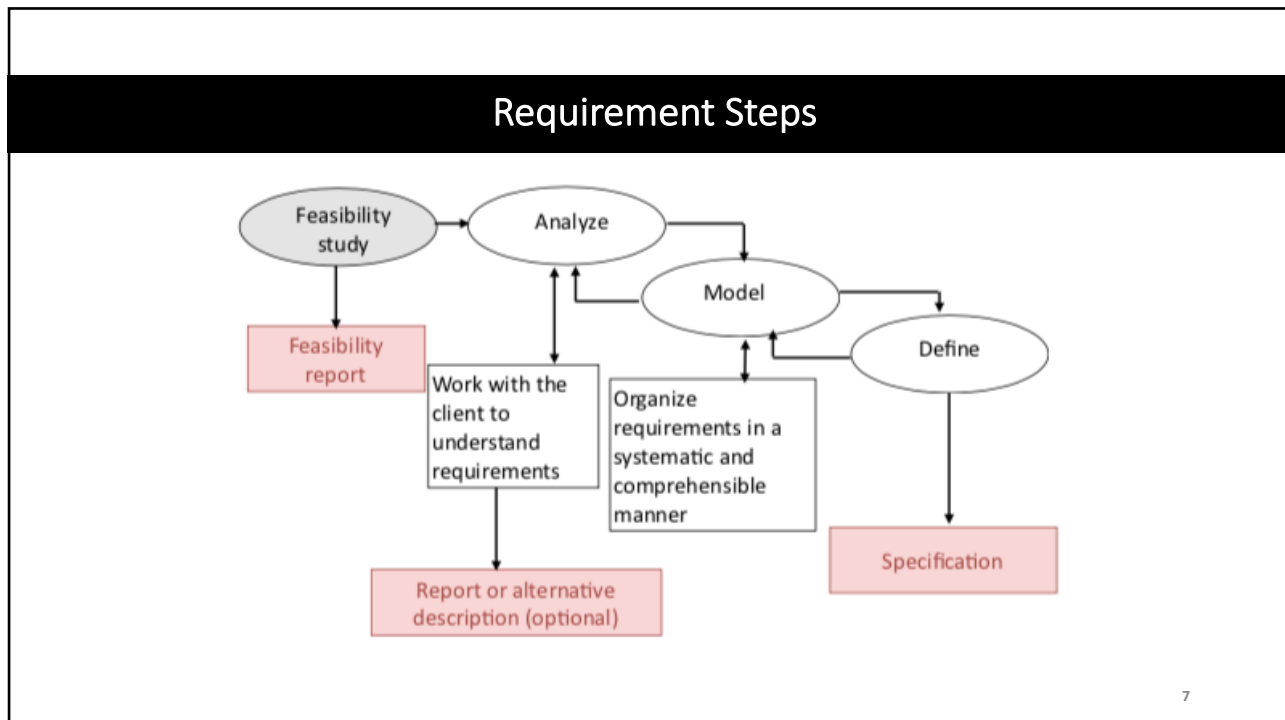 Requirement Steps
Feasibility
study
Analyze
Model
Define
Feasibility
report
Work with the
client to
understand
requirements
Organize
requirements in a
systematic and
comprehensible
manner
Specification
Report or alternative
description (optional)
7